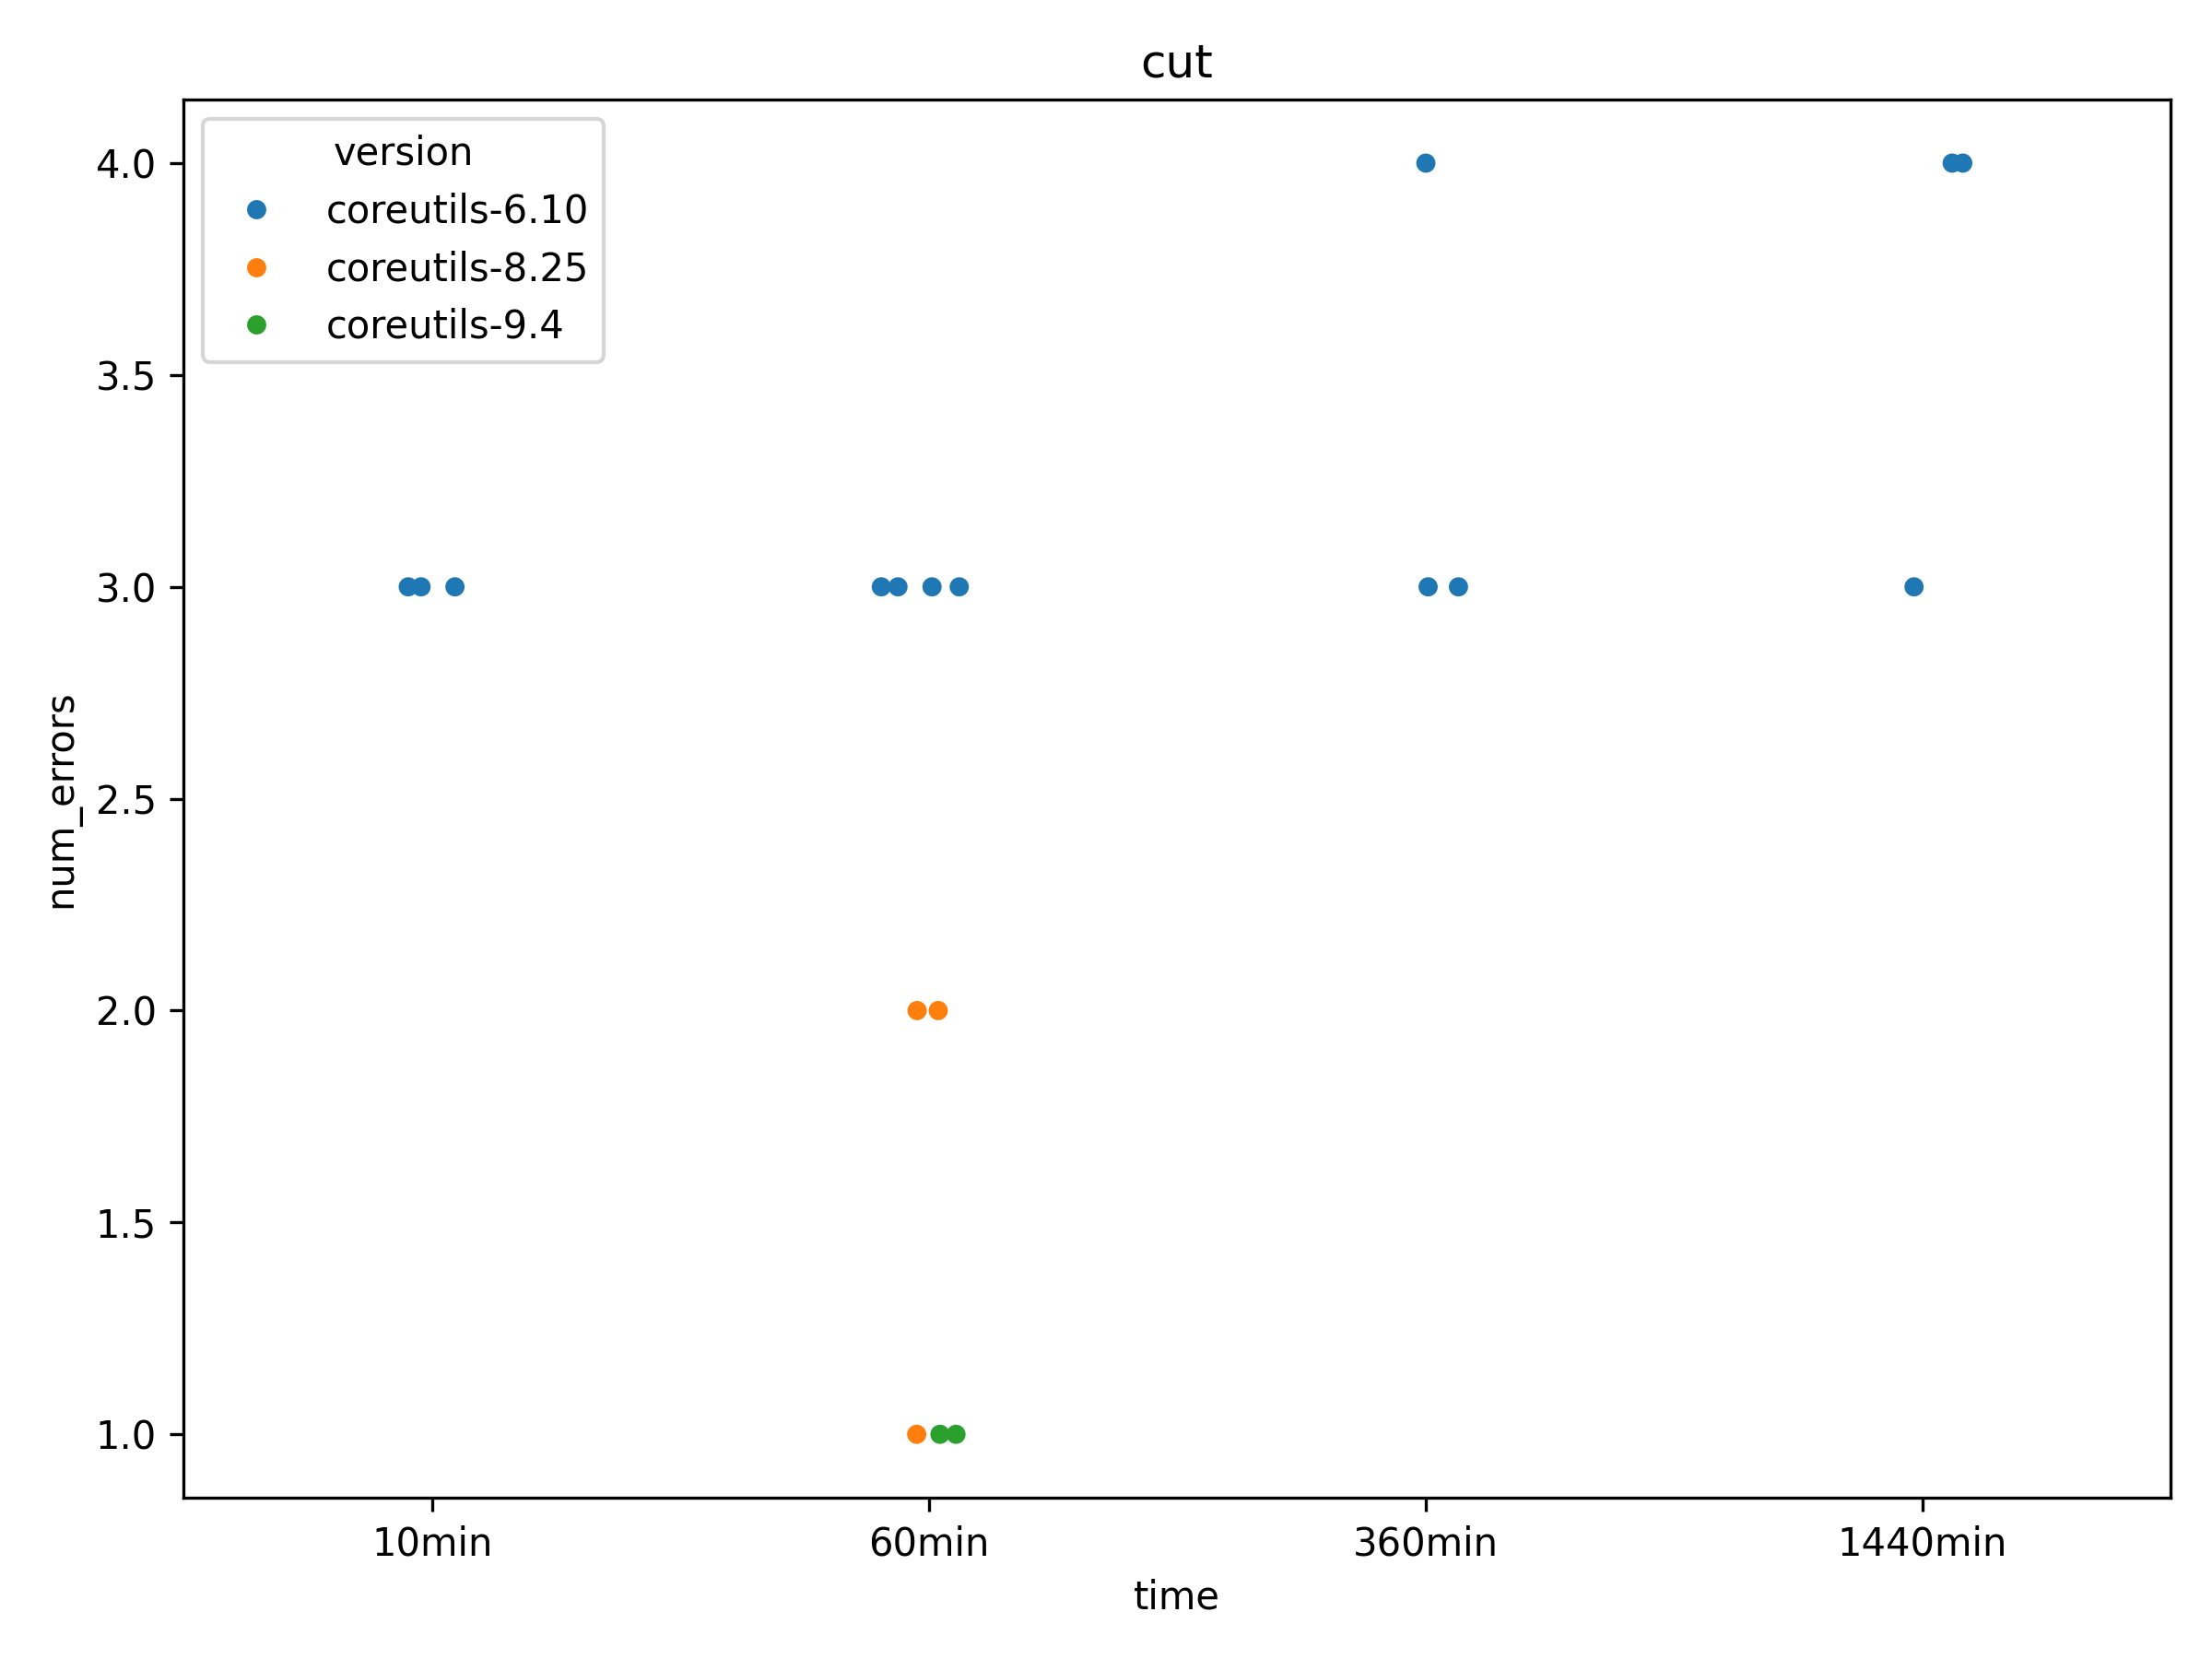 cut
version
coreutils-6.10
coreutils-8.25
coreutils-9.4
4.0
3.5
3.0
2.5
2.0
1.5
1.0
num_errors
10min
60min
360min
1440min
time